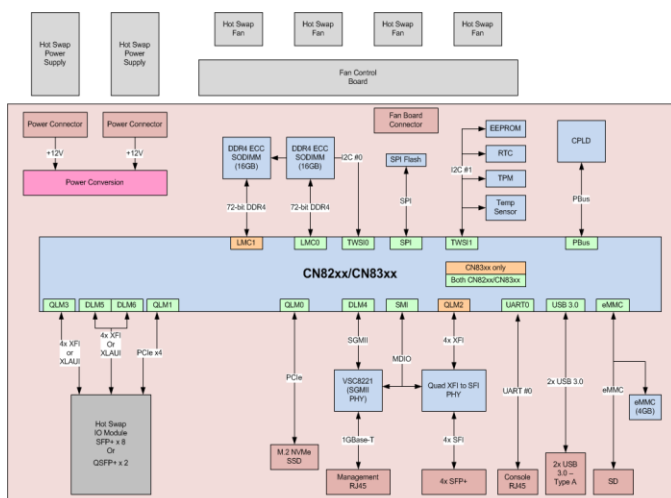 Hot Swap
Power
Supply
Hot Swap
Power
Supply
Hot Swap
Fan
Hot Swap
Fan
Hot Swap
Fan
Hot Swap
Fan
Fan Control
Board
Power Connector
Power Connector
Fan Board
Connector
+12V
+12V
Power Conversion
DDR4 ECC
SODIMM
(16GB)
DDR4 ECC
SODIMM
(16GB)
I2C #0
SPI Flash
I2C #1
EEPROM
RTC
TPM
Temp
Sensor
CPLD
72-bit DDR4
72-bit DDR4
SPI
PBus
LMC1
LMC0
TWSI0
SPI
TWSI1
PBus
CN82xx/CN83xx
CN83xx only
Both CN82xx/CN83xx
QLM3
DLM5
DLM6
QLM1
QLM0
DLM4
SMI
QLM2
UART0
USB 3.0
eMMC
4x XFI
or
XLAUI
4x XFI
Or
XLAUI
PCIe x4
PCIe
SGMII
MDIO
4x XFI
UART #0
2x USB 3.0
eMMC
VSC8221
(SGMII
PHY)
Quad XFI to SFI
PHY
eMMC
(4GB)
Hot Swap
IO Module
SFP+ x 8
Or
QSFP+ x 2
1GBase-T
4x SFI
M.2 NVMe
SSD
Management
RJ45
4x SFP+
Console
RJ45
2x USB
3.0 –
Type A
SD